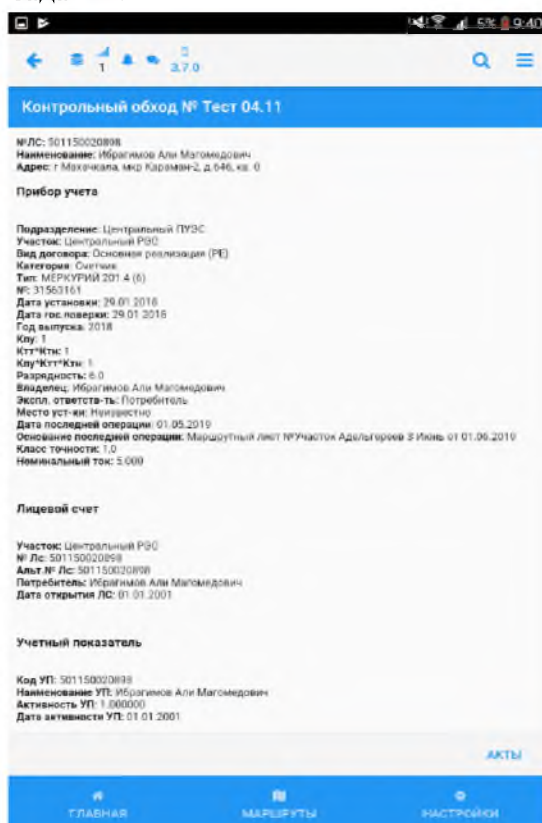 5% 9:40
1
3.7.0
Контрольный обход № Тест 04.11
№ЛС: 501150020898
Наименование: Ибрагимов Али Магомедович
Адрес: г Махачкала, мкр Караман-2, д.646, кв. 0
Прибор учета
Подразделение: Центральный ПУЭС
Участок: Центральный РЭС
Вид договора: Основная реализация (РЕ)
Категория: Счетчик
Тип: МЕРКУРИЙ 201.4 (6)
№: 31563161
Дата установки: 29.01.2016
Дата гос.поверки: 29.01.2016
Год выпуска: 2018
Кпу: 1
Ктт*Ктн: 1
Кпу*Ктт*Ктн: 1
Разрядность: 6.0
Владелец: Ибрагимов Али Магомедович
Экспл. ответств-ть: Потребитель
Место уст-ки: Неизвестно
Дата последней операции: 01.05.2019
Основание последней операции: Маршрутный лист №Участок Адельгереев 3 Июнь от 01.06.2019
Класс точности: 1,0
Номинальный ток: 5.000
Лицевой счет
Участок: Центральный РЭС
№ Лс: 501150020898
Альт.№ Лс: 501150020898
Потребитель: Ибрагимов Али Магомедович
Дата открытия ЛС: 01.01.2001
Учетный показатель
Код УП: 501150020898
Наименование УП: Ибрагимов Али Магомедович
Активность УП: 1.000000
Дата активности УП: 01.01.2001
АКТЫ
ГЛАВНАЯ МАРШРУТЫ НАСТРОЙКИ